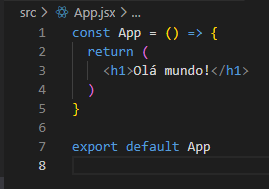 src > App.jsx > ...
1 const App = () => {
2 return (
3 <h1>Olá mundo!</h1>
4 )
5 }
6
7 export default App
8